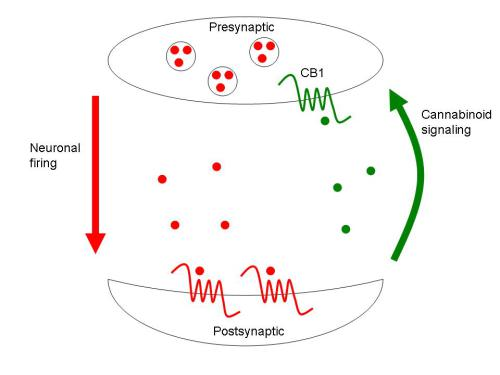 Presynaptic
CB1
Cannabinoid
signaling
Neuronal
firing
Postsynaptic